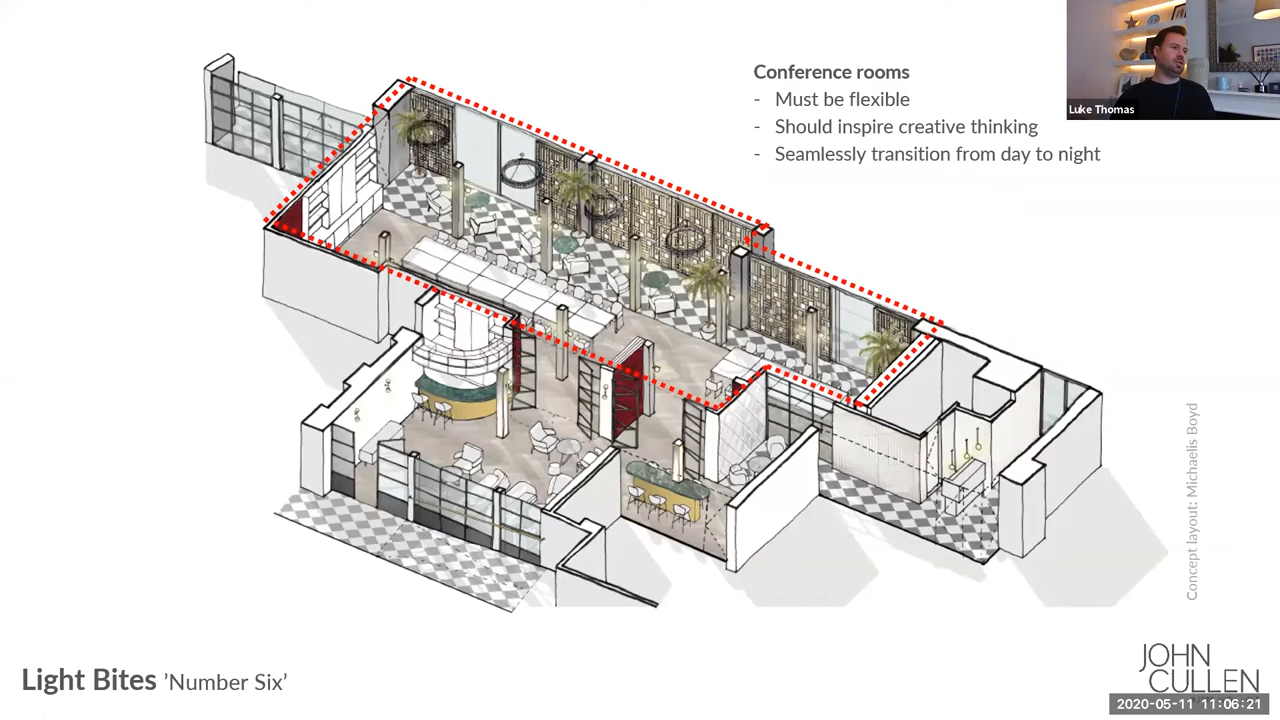 Conference rooms
- Must be flexible
- Should inspire creative thinking
- Seamlessly transition from day to night
Luke Thomas
Concept layout: Michaelis Boyd
Light Bites ’Number Six’
JOHN
CULLEN
2020-05-11 11:06:21